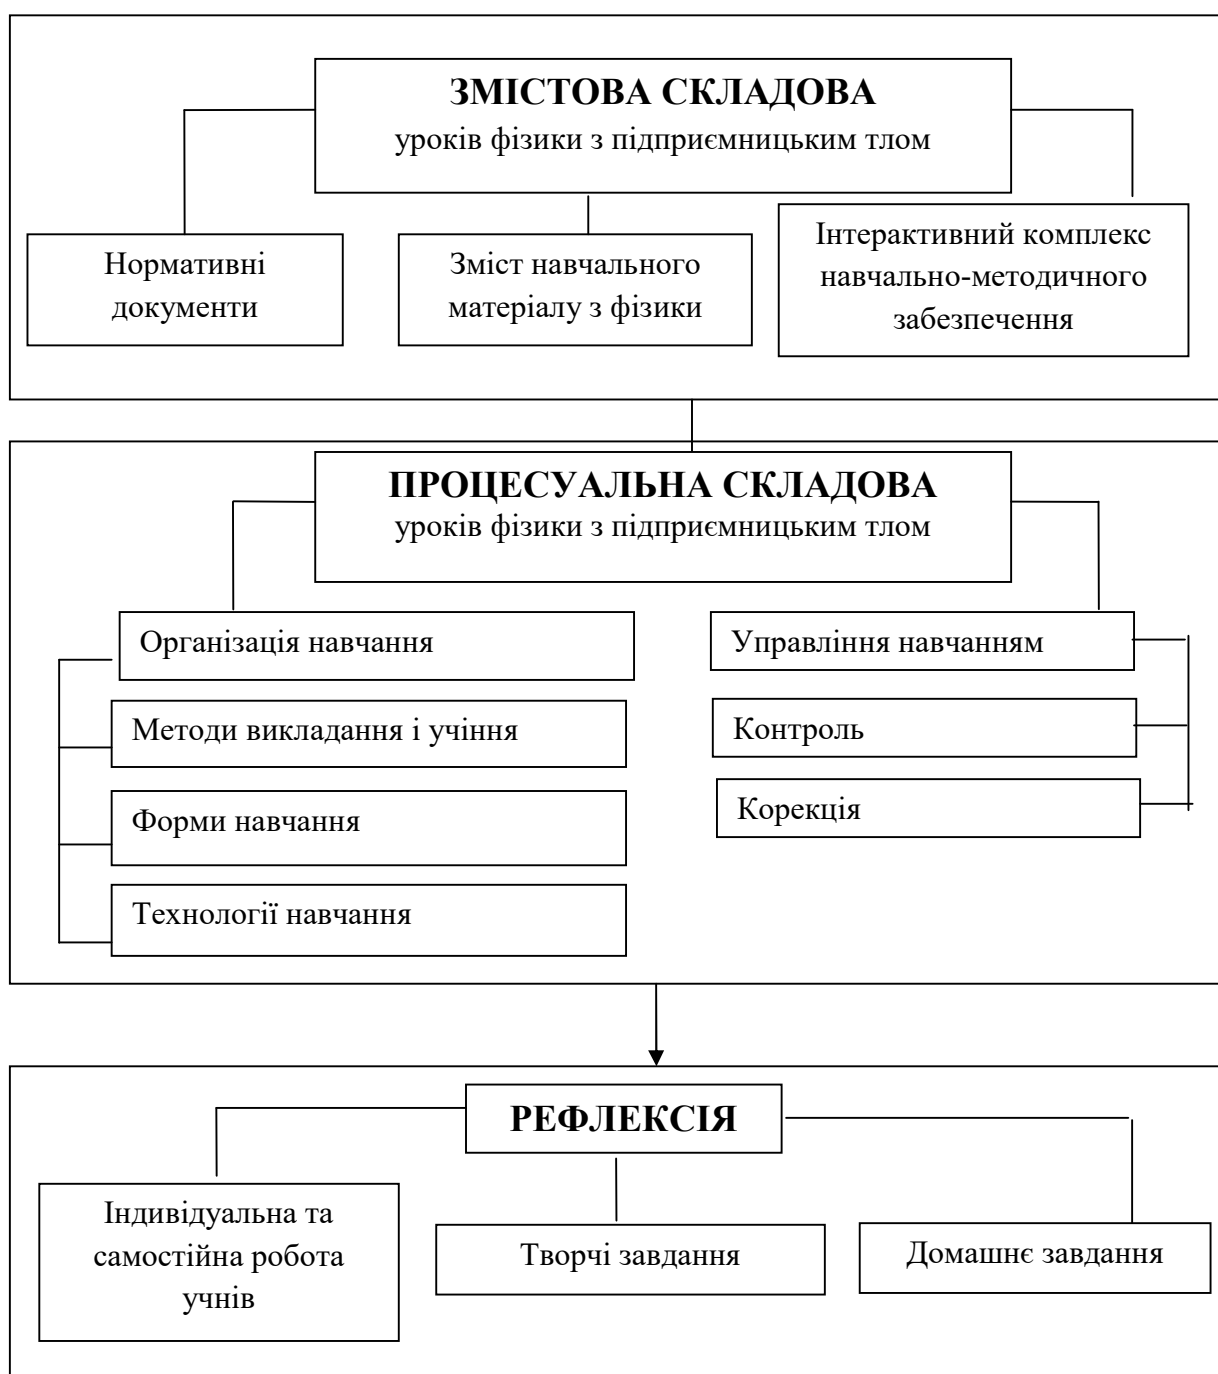 ЗМІСТОВА СКЛАДОВА
уроків фізики з підприємницьким тлом
Нормативні
документи
Зміст навчального
матеріалу з фізики
Інтерактивний комплекс
навчально-методичного
забезпечення
ПРОЦЕСУАЛЬНА СКЛАДОВА
уроків фізики з підприємницьким тлом
Організація навчання
Методи викладання і учіння
Форми навчання
Технології навчання
Управління навчанням
Контроль
Корекція
РЕФЛЕКСІЯ
Індивідуальна та
самостійна робота
учнів
Творчі завдання
Домашнє завдання